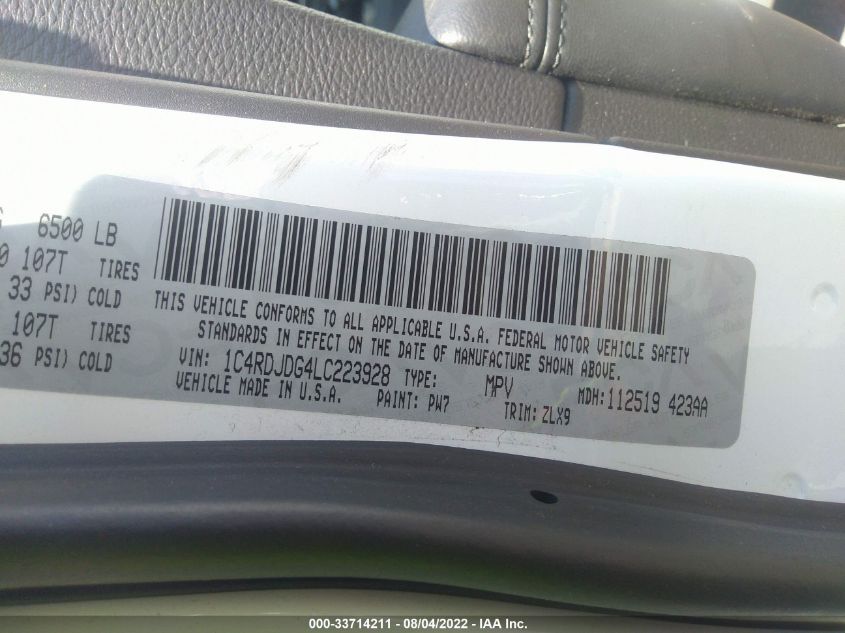 6500 LB
107T TIRES
33 PSI) COLD
107T TIRES
36 PSI) COLD
THIS VEHICLE CONFORMS TO ALL APPLICABLE U.S.A. FEDERAL MOTOR VEHICLE SAFETY
STANDARDS IN EFFECT ON THE DATE OF MANUFACTURE SHOWN ABOVE.
VIN: 1C4RDJDG4LC223928 TYPE: MPV MDH:112519 423AA
VEHICLE MADE IN U.S.A. PAINT: PW7 TRIM:ZLX9
000-33714211 - 08/04/2022 - IAA Inc.